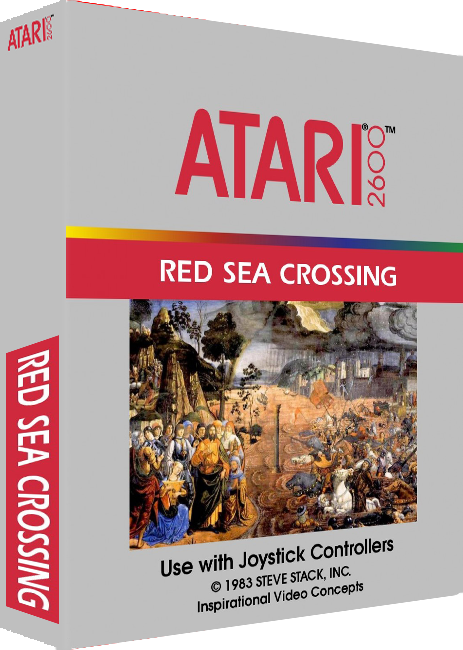 ATARI 2600
ATARI® 2600™
RED SEA CROSSING
RED SEA CROSSING
Use with Joystick Controllers
© 1983 STEVE STACK, INC.
Inspirational Video Concepts